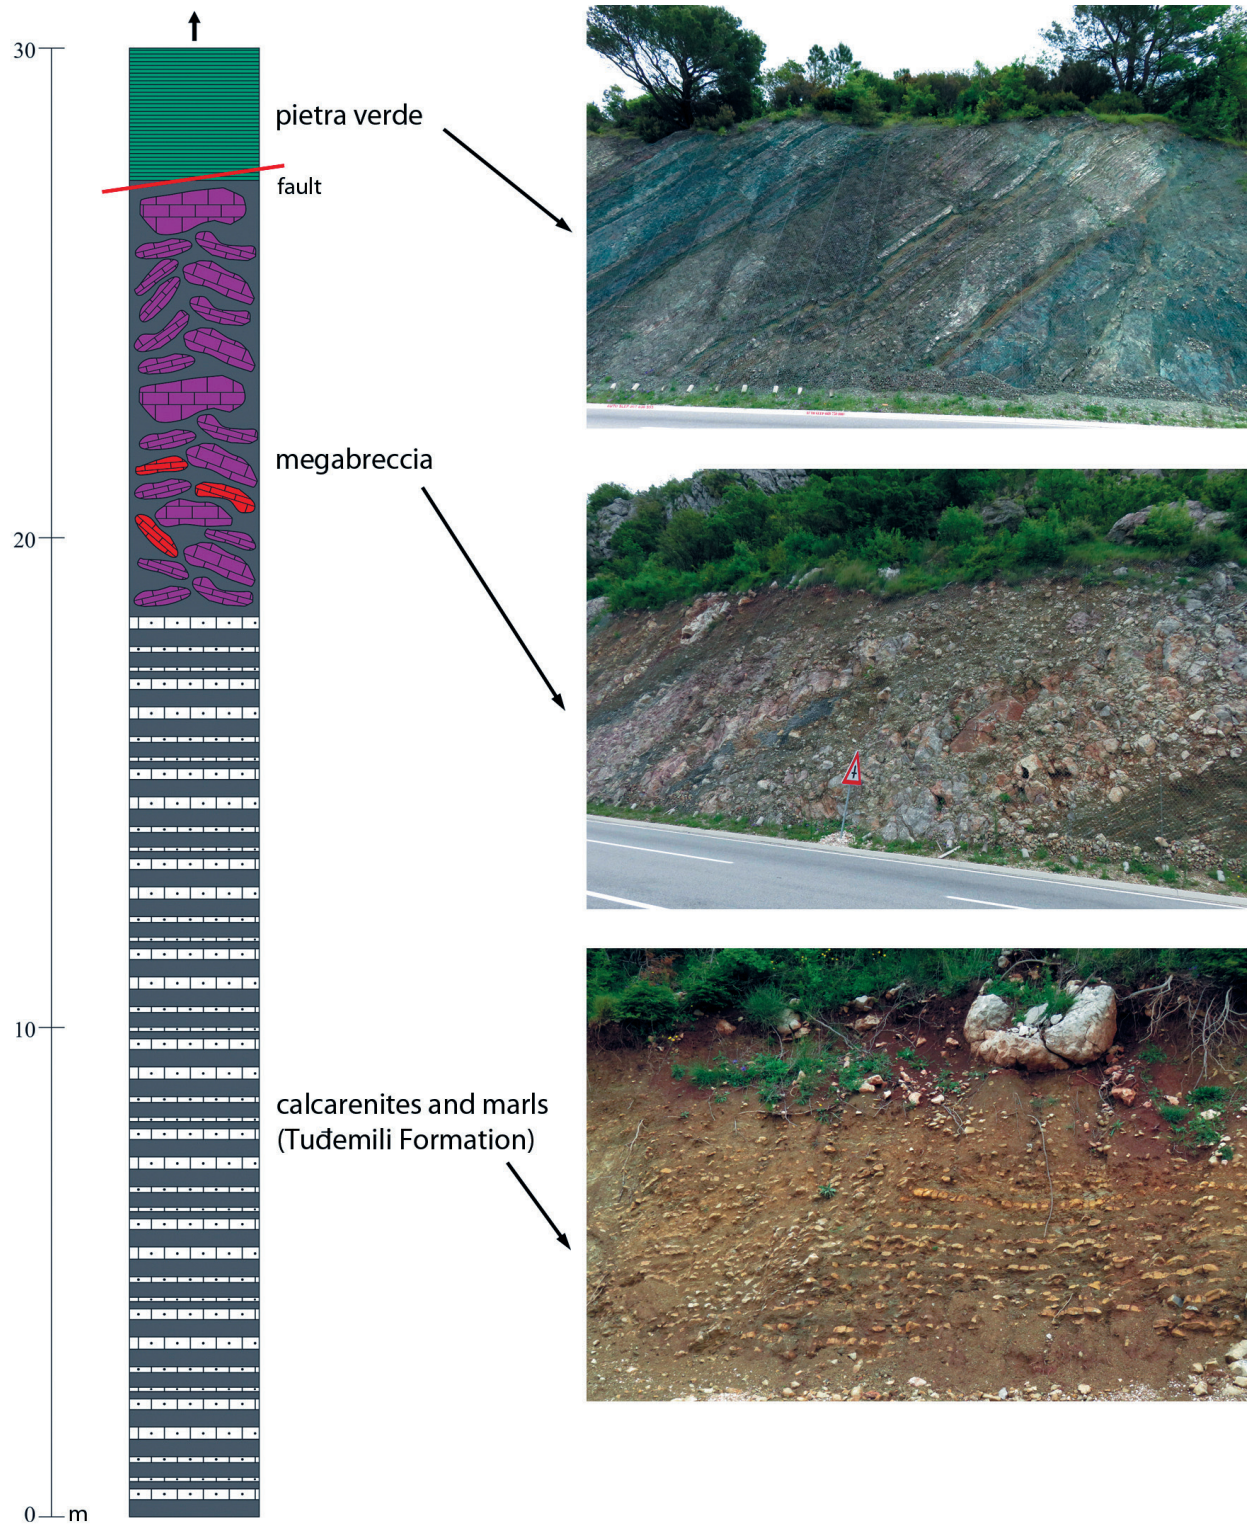 30
pietra verde
fault
megabreccia
20
10
calcarenites and marls
(Tuđemili Formation)
0 m